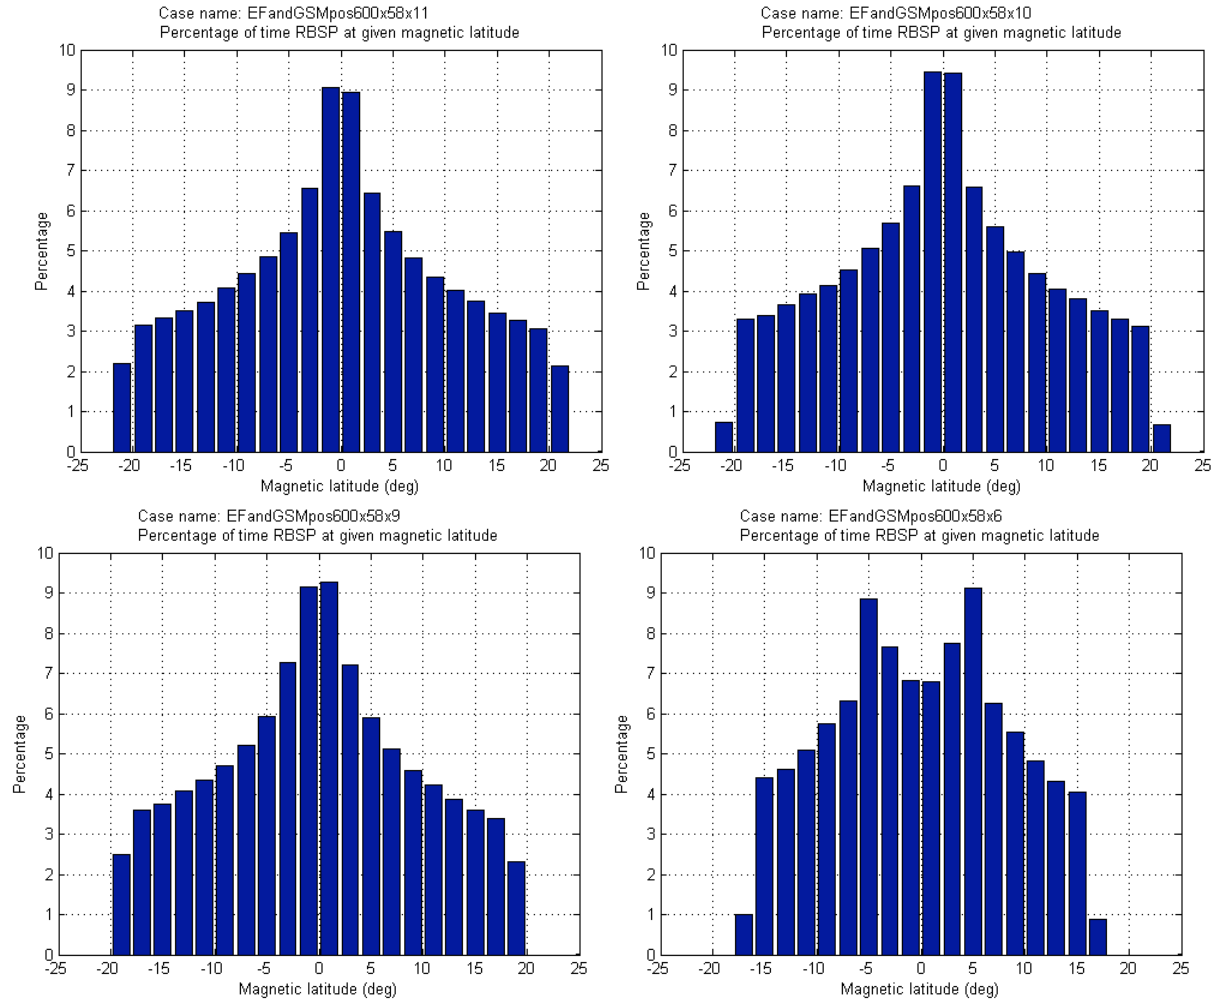 Case name: EFandGSMpos600x58x11
Percentage of time RBSP at given magnetic latitude
10
9
8
7
6
5
4
3
2
1
0
Percentage
-25 -20 -15 -10 -5 0 5 10 15 20 25
Magnetic latitude (deg)
Case name: EFandGSMpos600x58x10
Percentage of time RBSP at given magnetic latitude
10
9
8
7
6
5
4
3
2
1
0
Percentage
-25 -20 -15 -10 -5 0 5 10 15 20 25
Magnetic latitude (deg)
Case name: EFandGSMpos600x58x9
Percentage of time RBSP at given magnetic latitude
10
9
8
7
6
5
4
3
2
1
0
Percentage
-25 -20 -15 -10 -5 0 5 10 15 20 25
Magnetic latitude (deg)
Case name: EFandGSMpos600x58x6
Percentage of time RBSP at given magnetic latitude
10
9
8
7
6
5
4
3
2
1
0
Percentage
-25 -20 -15 -10 -5 0 5 10 15 20 25
Magnetic latitude (deg)